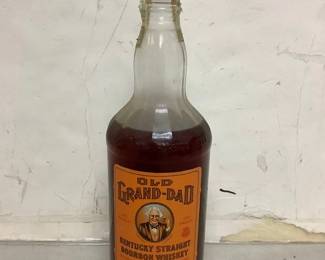 OLD
GRAND-DAD
KENTUCKY STRAIGHT
BOURBON WHISKEY